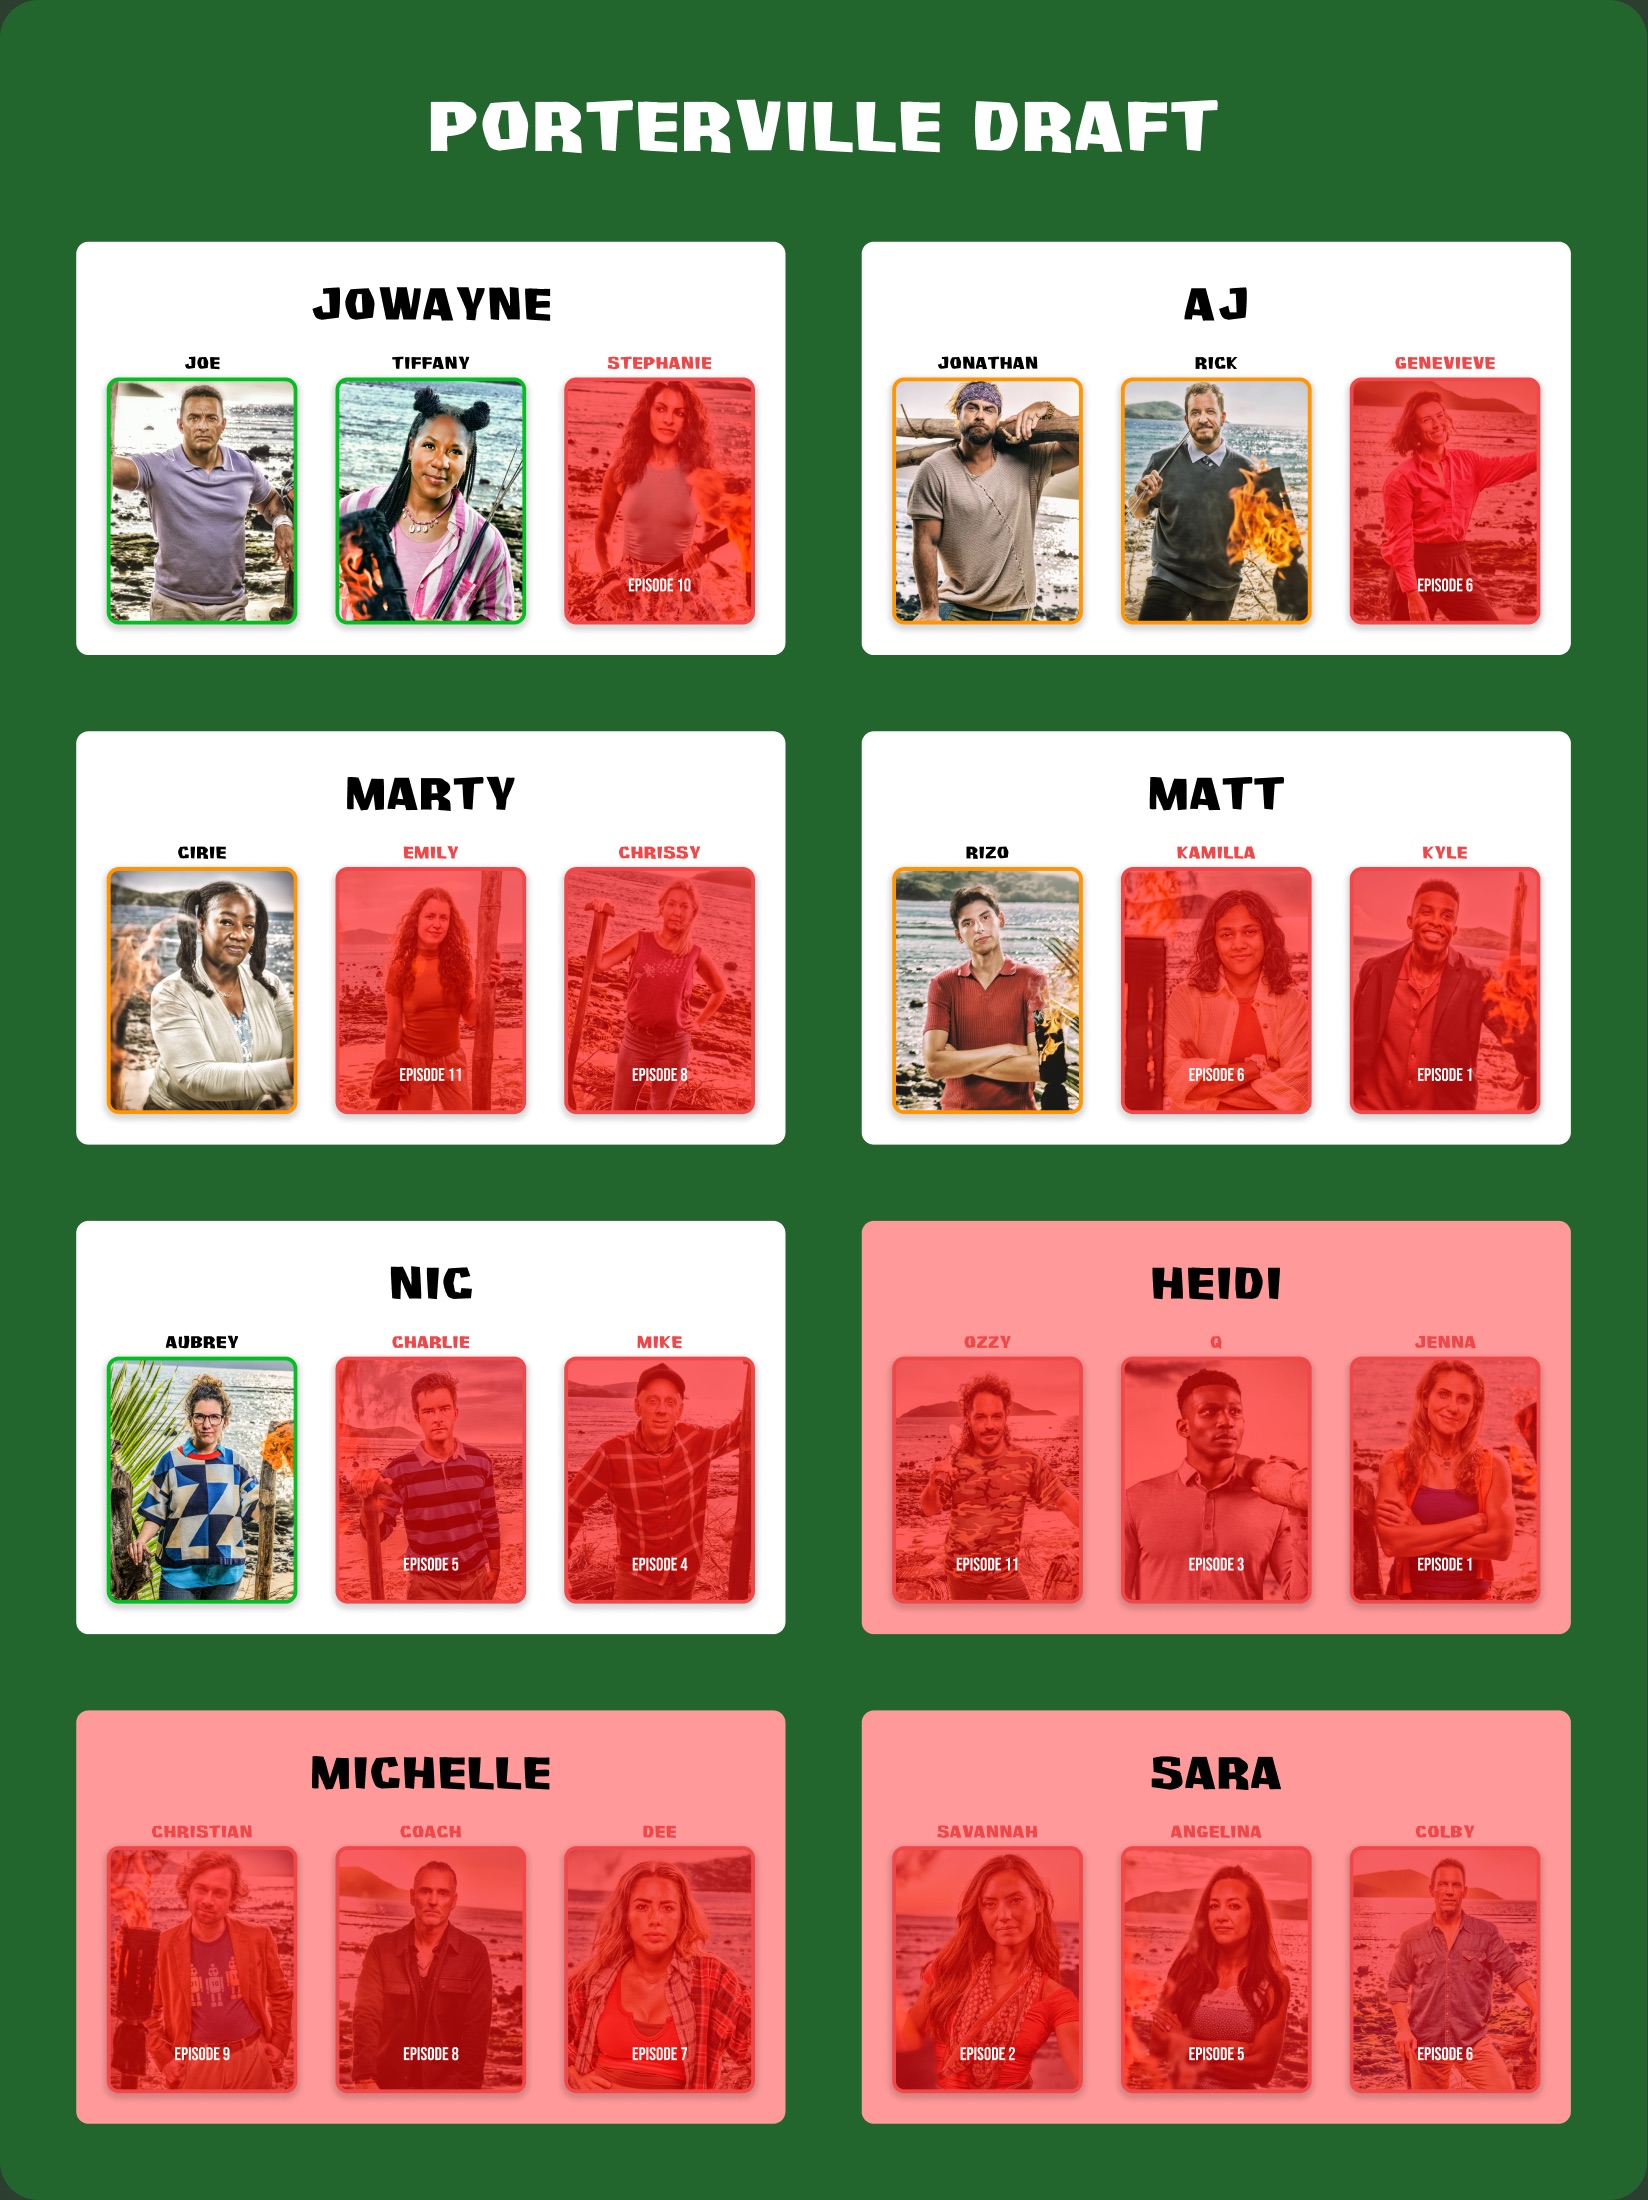 PORTERVILLE DRAFT
JOWAYNE
JOE TIFFANY STEPHANIE
EPISODE 10
AJ
JONATHAN RICK GENEVIEVE
EPISODE 6
MARTY
CIRIE EMILY CHRISSY
EPISODE 11 EPISODE 8
MATT
RIZO KAMILLA KYLE
EPISODE 6 EPISODE 1
NIC
AUBREY CHARLIE MIKE
EPISODE 5 EPISODE 4
HEIDI
OZZY Q JENNA
EPISODE 11 EPISODE 3 EPISODE 1
MICHELLE
CHRISTIAN COACH DEE
EPISODE 9 EPISODE 8 EPISODE 7
SARA
SAVANNAH ANGELINA COLBY
EPISODE 2 EPISODE 5 EPISODE 6